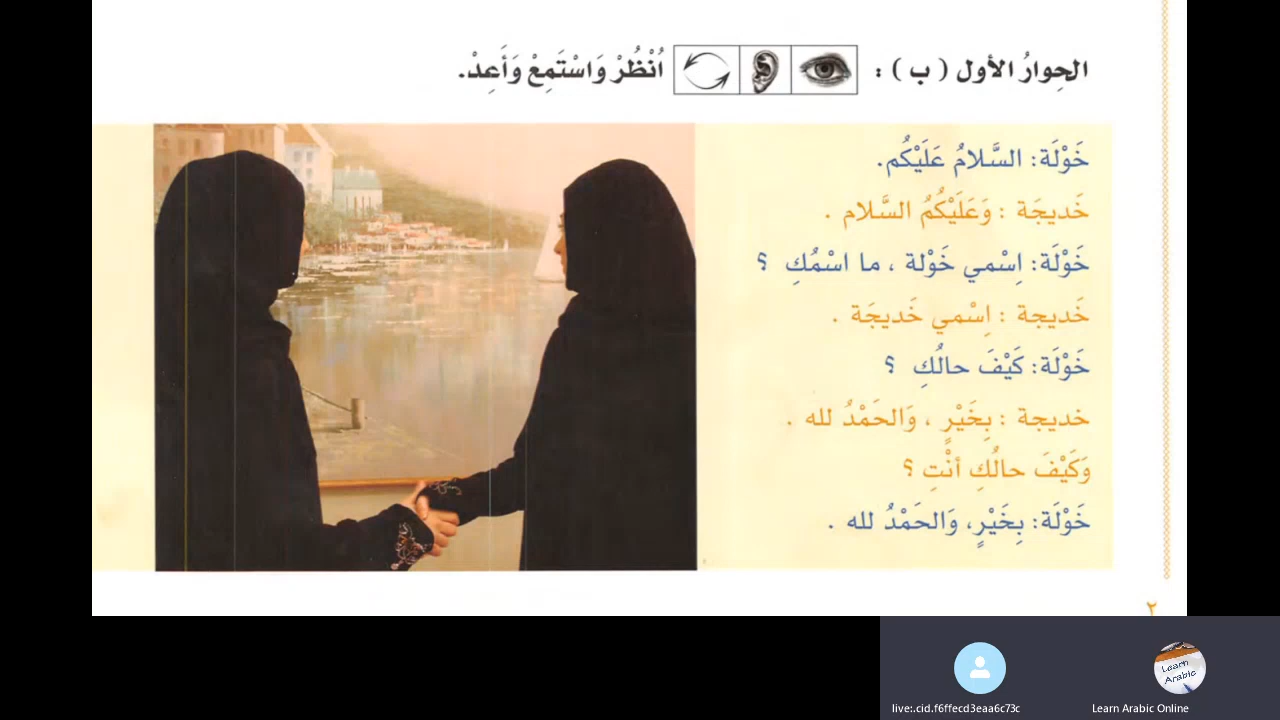 الحِوارُ الأول ( ب ) : اُنْظُرْ وَاسْتَمِعْ وَأَعِدْ.
خَوْلَة: السَّلامُ عَلَيْكُم.
خَديجَة : وَعَلَيْكُمُ السَّلام .
خَوْلَة: اِسْمي خَوْلة ، ما اسْمُكِ ؟
خَديجة : اِسْمي خَديجَة .
خَوْلَة: كَيْفَ حالُكِ ؟
خديجة : بِخَيْرٍ ، وَالحَمْدُ لله .
وَكَيْفَ حالُكِ أنْتِ ؟
خَوْلَة: بِخَيْرٍ، وَالحَمْدُ لله .
٢
Learn Arabic
live:.cid.f6ffecd3eaa6c73c
Learn Arabic Online